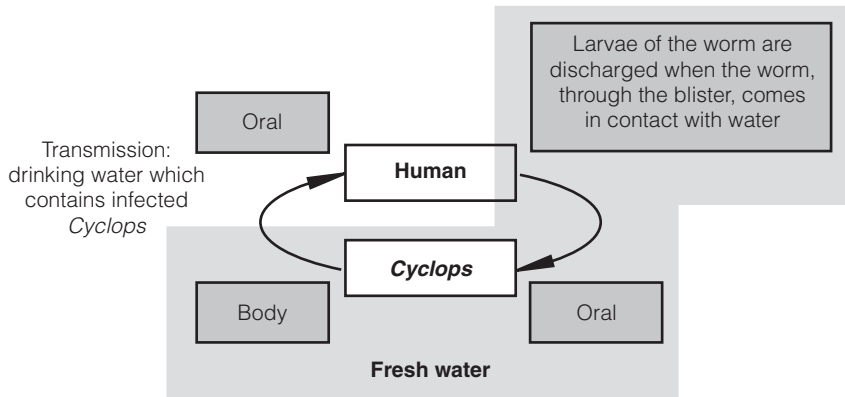 Larvae of the worm are
discharged when the worm,
through the blister, comes
in contact with water
Oral
Transmission:
drinking water which
contains infected
Cyclops
Human
Cyclops
Body
Oral
Fresh water